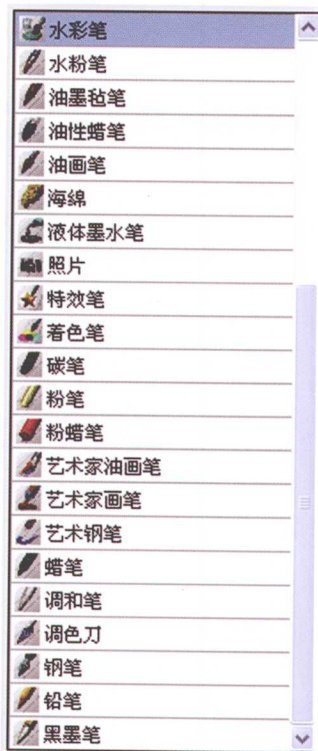 水彩笔
水粉笔
油墨毡笔
油性蜡笔
油画笔
海绵
液体墨水笔
照片
特效笔
着色笔
碳笔
粉笔
粉蜡笔
艺术家油画笔
艺术家画笔
艺术钢笔
蜡笔
调和笔
调色刀
钢笔
铅笔
黑墨笔